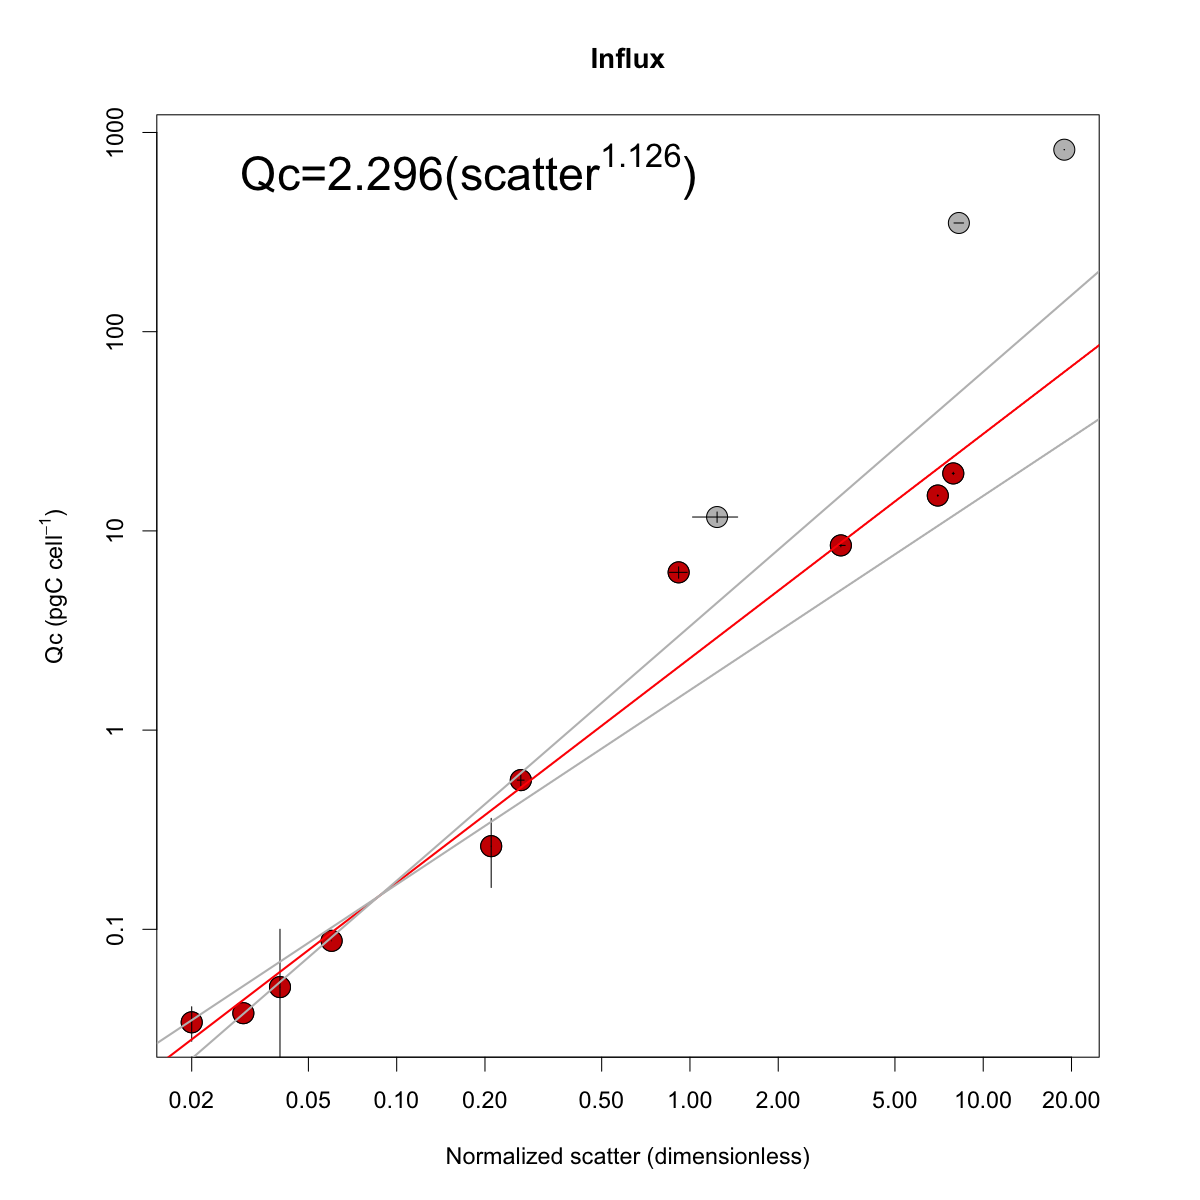 Influx
Qc=2.296(scatter^1.126)
1000
100
10
1
0.1
Qc (pgC cell^−1)
0.02 0.05 0.10 0.20 0.50 1.00 2.00 5.00 10.00 20.00
Normalized scatter (dimensionless)